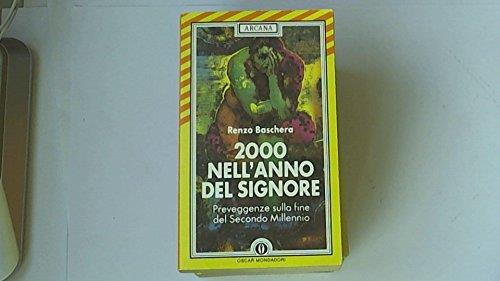 ARCANA
Renzo Baschera
2000
NELL'ANNO
DEL SIGNORE
Preveggenze sulla fine
del Secondo Millennio
OSCAR MONDADORI